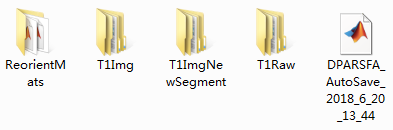 ReorientM
ats
T1Img
T1ImgNe
wSegment
T1Raw
DPARSFA_
AutoSave_
2018_6_20
_13_44